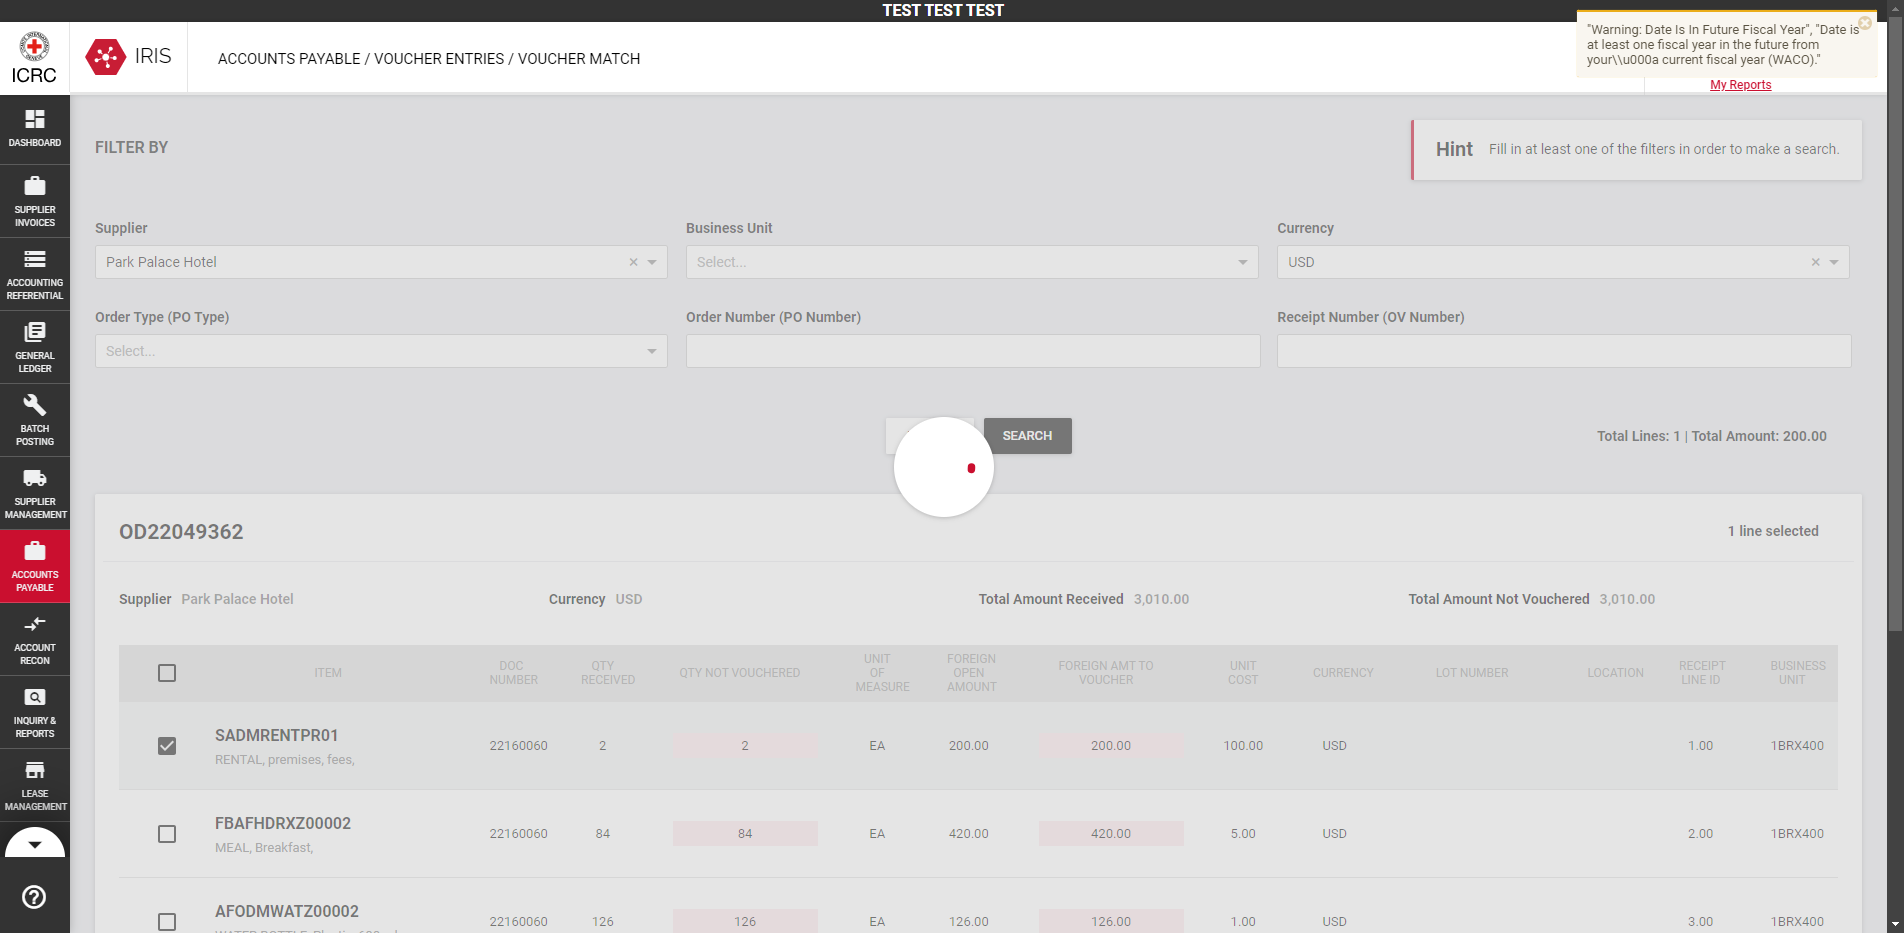 TEST TEST TEST
ICRC
IRIS
ACCOUNTS PAYABLE / VOUCHER ENTRIES / VOUCHER MATCH
"Warning: Date Is In Future Fiscal Year", "Date is
at least one fiscal year in the future from
your\\u000a current fiscal year (WACO)."
My Reports
DASHBOARD
SUPPLIER
INVOICES
ACCOUNTING
REFERENTIAL
GENERAL
LEDGER
BATCH
POSTING
SUPPLIER
MANAGEMENT
ACCOUNTS
PAYABLE
ACCOUNT
RECON
INQUIRY &
REPORTS
LEASE
MANAGEMENT
FILTER BY
Hint Fill in at least one of the filters in order to make a search.
Supplier
Park Palace Hotel
Business Unit
Select...
Currency
USD
Order Type (PO Type)
Select...
Order Number (PO Number)
Receipt Number (OV Number)
SEARCH
Total Lines: 1 | Total Amount: 200.00
OD22049362
1 line selected
Supplier Park Palace Hotel
Currency USD
Total Amount Received 3,010.00
Total Amount Not Vouchered 3,010.00
ITEM
DOC
NUMBER
QTY
RECEIVED
QTY NOT VOUCHERED
UNIT
OF
MEASURE
FOREIGN
OPEN
AMOUNT
FOREIGN AMT TO
VOUCHER
UNIT
COST
CURRENCY
LOT NUMBER
LOCATION
RECEIPT
LINE ID
BUSINESS
UNIT
SADMRENTPR01
RENTAL, premises, fees,
22160060 2 2 EA 200.00 200.00 100.00 USD 1.00 1BRX400
FBAFHDRXZ00002
MEAL, Breakfast,
22160060 84 84 EA 420.00 420.00 5.00 USD 2.00 1BRX400
AFODMWATZ00002
22160060 126 126 EA 126.00 126.00 1.00 USD 3.00 1BRX400